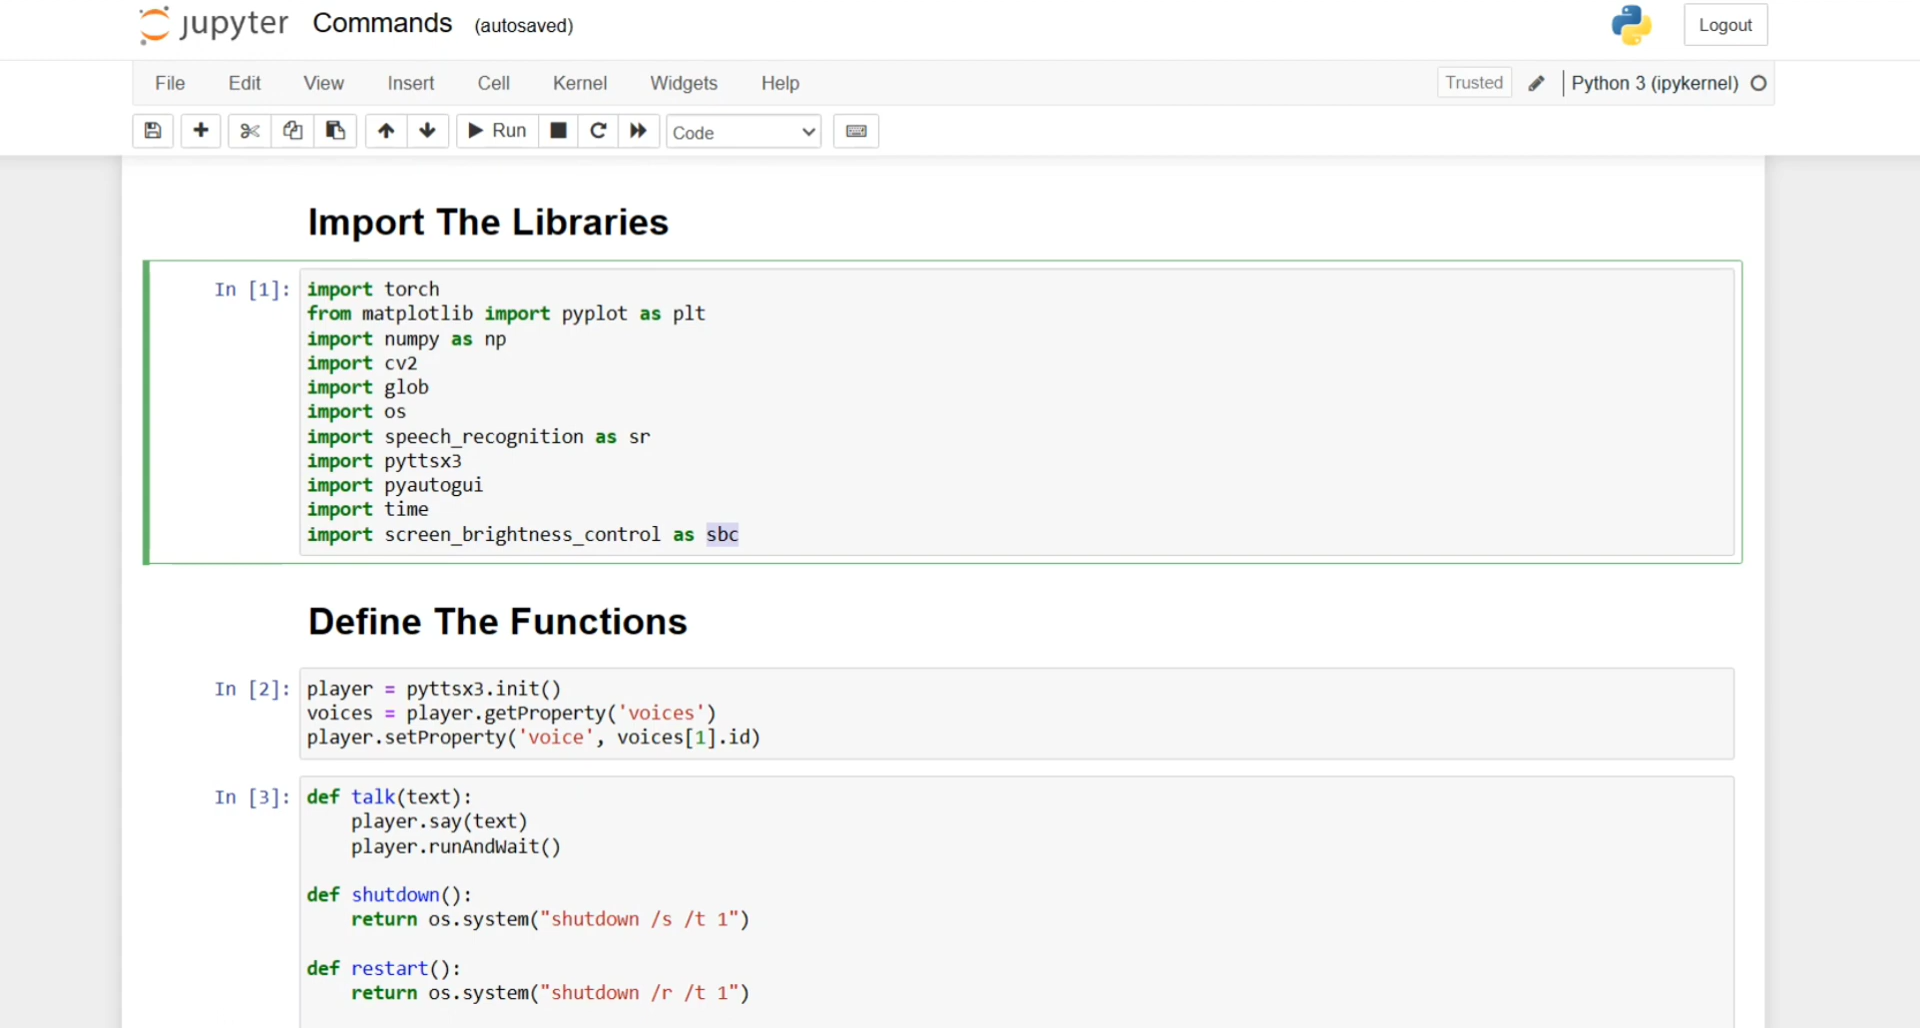 jupyter Commands (autosaved) Logout
File Edit View Insert Cell Kernel Widgets Help Trusted Python 3 (ipykernel)
Run Code
Import The Libraries
In [1]: import torch
from matplotlib import pyplot as plt
import numpy as np
import cv2
import glob
import os
import speech_recognition as sr
import pyttsx3
import pyautogui
import time
import screen_brightness_control as sbc
Define The Functions
In [2]: player = pyttsx3.init()
voices = player.getProperty('voices')
player.setProperty('voice', voices[1].id)
In [3]: def talk(text):
    player.say(text)
    player.runAndWait()
def shutdown():
    return os.system("shutdown /s /t 1")
def restart():
    return os.system("shutdown /r /t 1")